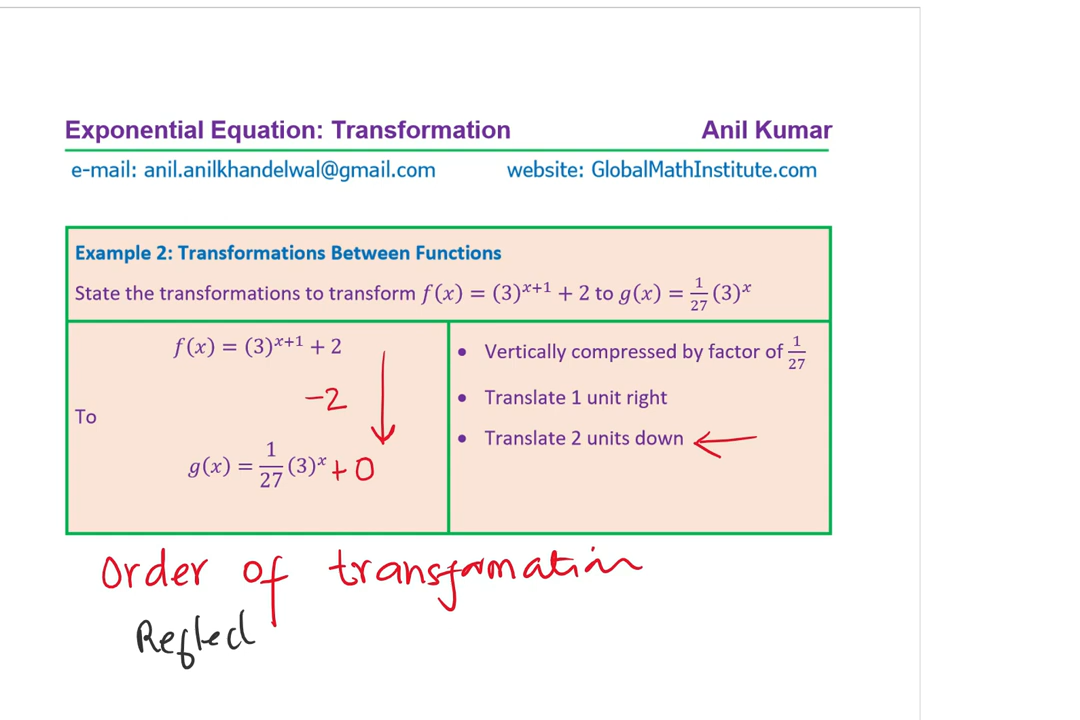 Exponential Equation: Transformation Anil Kumar
e-mail: anil.anilkhandelwal@gmail.com website: GlobalMathInstitute.com
Example 2: Transformations Between Functions
State the transformations to transform f(x) = (3)^{x+1} + 2 to g(x) = \frac{1}{27}(3)^x
f(x) = (3)^{x+1} + 2
-2
To
g(x) = \frac{1}{27}(3)^x + 0
• Vertically compressed by factor of \frac{1}{27}
• Translate 1 unit right
• Translate 2 units down
Order of transformation
Reflect